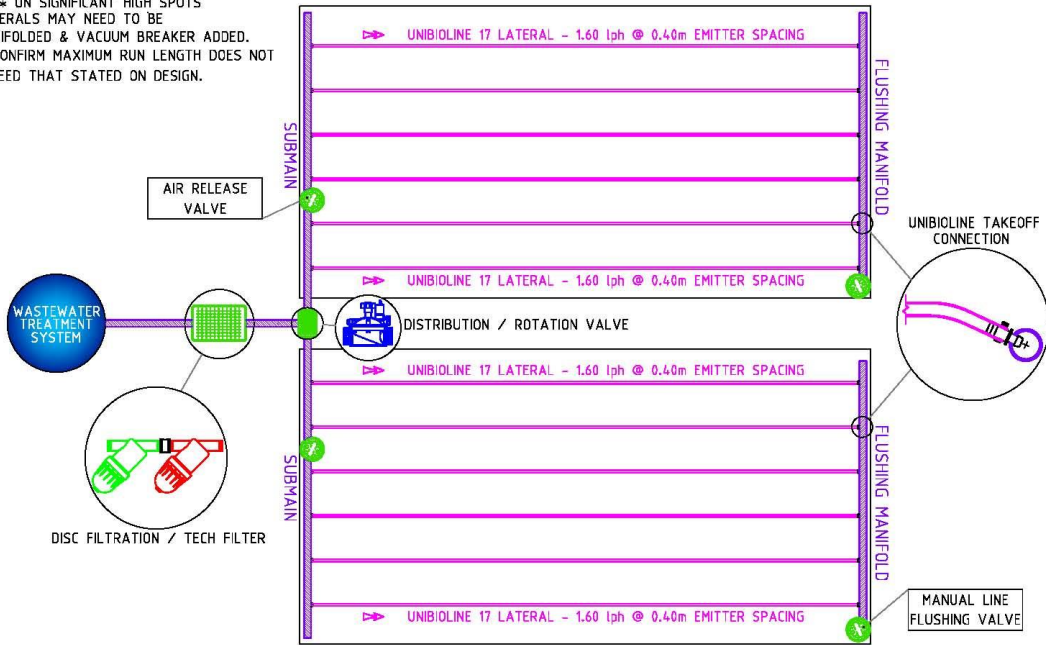 * ON SIGNIFICANT HIGH SPOTS
MAY NEED TO BE
& VACUUM BREAKER ADDED.
MAXIMUM RUN LENGTH DOES NOT
THAT STATED ON DESIGN.
UNIBIOLINE 17 LATERAL - 1.60 lph @ 0.40m EMITTER SPACING
SUBMAIN
FLUSHING MANIFOLD
AIR RELEASE
VALVE
UNIBIOLINE TAKEOFF
CONNECTION
UNIBIOLINE 17 LATERAL - 1.60 lph @ 0.40m EMITTER SPACING
WASTEWATER
TREATMENT
SYSTEM
DISTRIBUTION / ROTATION VALVE
UNIBIOLINE 17 LATERAL - 1.60 lph @ 0.40m EMITTER SPACING
SUBMAIN
FLUSHING MANIFOLD
DISC FILTRATION / TECH FILTER
MANUAL LINE
FLUSHING VALVE
UNIBIOLINE 17 LATERAL - 1.60 lph @ 0.40m EMITTER SPACING